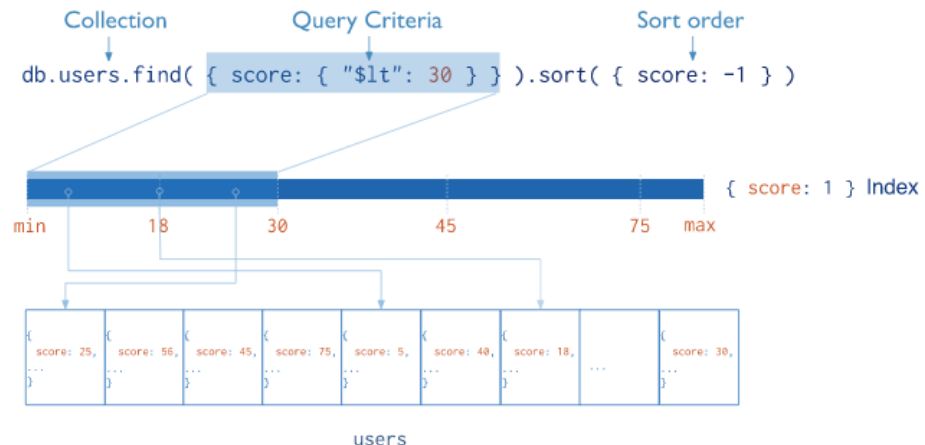 Collection Query Criteria Sort order
db.users.find( { score: { "$lt": 30 } } ).sort( { score: -1 } )
{ score: 1 } Index
min 18 30 45 75 max
{ { { { { { { {
score: 25, score: 56, score: 45, score: 75, score: 5, score: 40, score: 18, score: 30,
... ... ... ... ... ... ... ... ...
} } } } } } } }
users